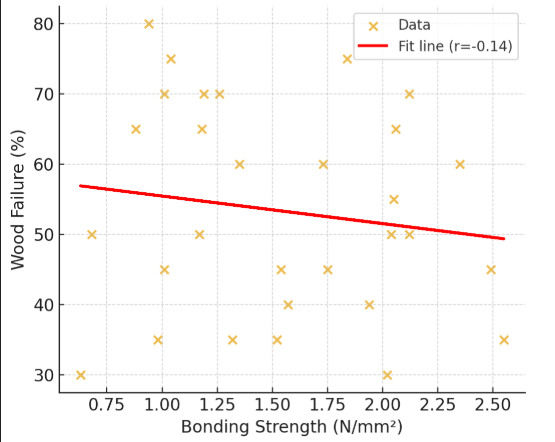 80
70
60
50
40
30
Wood Failure (%)
Data
Fit line (r=-0.14)
0.75 1.00 1.25 1.50 1.75 2.00 2.25 2.50
Bonding Strength (N/mm²)